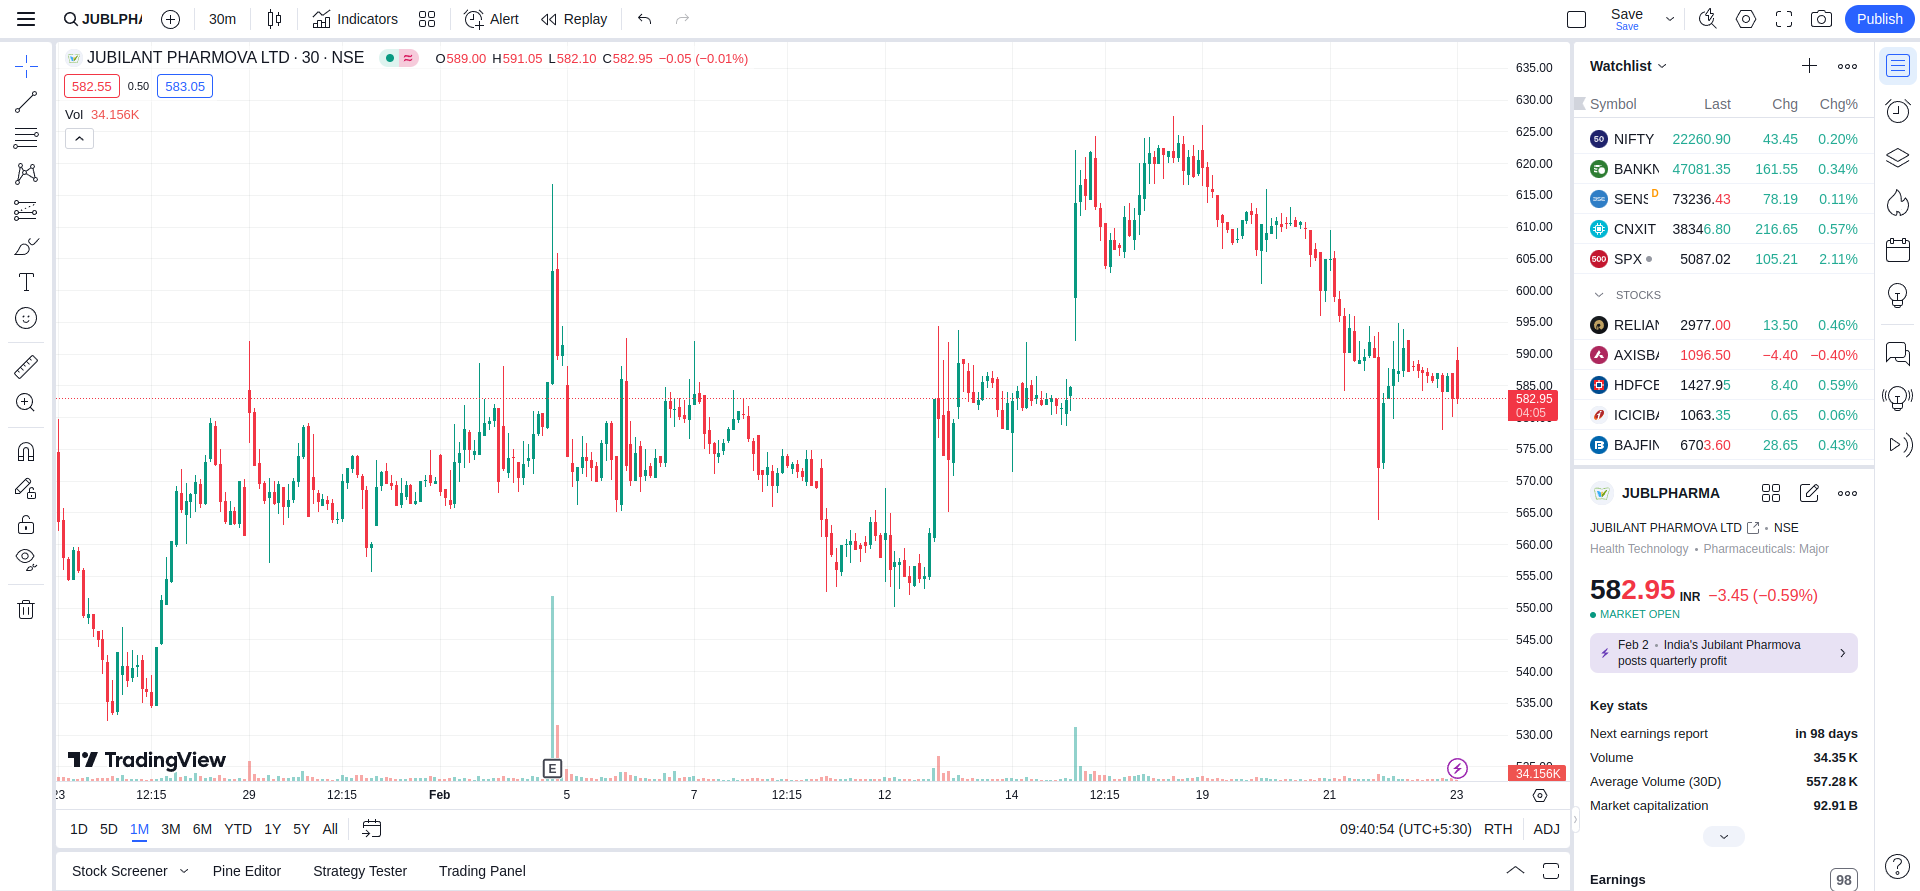 JUBLPHA 30m Indicators Alert Replay Save Save Publish
JUBILANT PHARMOVA LTD · 30 · NSE O589.00 H591.05 L582.10 C582.95 −0.05 (−0.01%)
582.55 0.50 583.05
Vol 34.156K
635.00
630.00
625.00
620.00
615.00
610.00
605.00
600.00
595.00
590.00
585.00
582.95
04:05
575.00
570.00
565.00
560.00
555.00
550.00
545.00
540.00
535.00
530.00
34.156K
TradingView
E
23 12:15 29 12:15 Feb 5 7 12:15 12 14 12:15 19 21 23
1D 5D 1M 3M 6M YTD 1Y 5Y All 09:40:54 (UTC+5:30) RTH ADJ
Stock Screener Pine Editor Strategy Tester Trading Panel
Watchlist
Symbol Last Chg Chg%
50 NIFTY 22260.90 43.45 0.20%
BANKN 47081.35 161.55 0.34%
SENS D 73236.43 78.19 0.11%
CNXIT 38346.80 216.65 0.57%
500 SPX 5087.02 105.21 2.11%
STOCKS
RELIAN 2977.00 13.50 0.46%
AXISBA 1096.50 −4.40 −0.40%
HDFCB 1427.95 8.40 0.59%
ICICIBA 1063.35 0.65 0.06%
BAJFIN 6703.60 28.65 0.43%
JUBLPHARMA
JUBILANT PHARMOVA LTD • NSE
Health Technology • Pharmaceuticals: Major
582.95 INR −3.45 (−0.59%)
MARKET OPEN
Feb 2 • India's Jubilant Pharmova
posts quarterly profit
Key stats
Next earnings report in 98 days
Volume 34.35 K
Average Volume (30D) 557.28 K
Market capitalization 92.91 B
Earnings 98